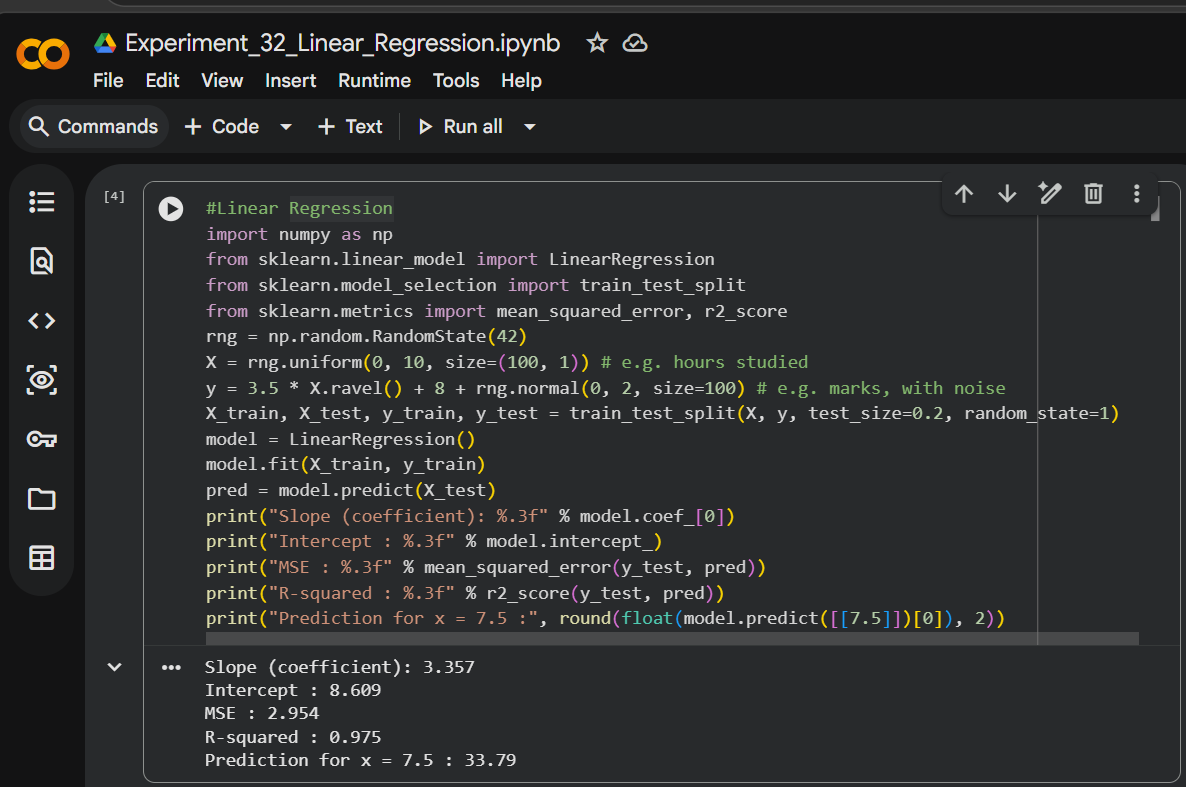 Experiment_32_Linear_Regression.ipynb
File Edit View Insert Runtime Tools Help
Commands + Code + Text Run all
[4]
#Linear Regression
import numpy as np
from sklearn.linear_model import LinearRegression
from sklearn.model_selection import train_test_split
from sklearn.metrics import mean_squared_error, r2_score
rng = np.random.RandomState(42)
X = rng.uniform(0, 10, size=(100, 1)) # e.g. hours studied
y = 3.5 * X.ravel() + 8 + rng.normal(0, 2, size=100) # e.g. marks, with noise
X_train, X_test, y_train, y_test = train_test_split(X, y, test_size=0.2, random_state=1)
model = LinearRegression()
model.fit(X_train, y_train)
pred = model.predict(X_test)
print("Slope (coefficient): %.3f" % model.coef_[0])
print("Intercept : %.3f" % model.intercept_)
print("MSE : %.3f" % mean_squared_error(y_test, pred))
print("R-squared : %.3f" % r2_score(y_test, pred))
print("Prediction for x = 7.5 :", round(float(model.predict([[7.5]])[0]), 2))
Slope (coefficient): 3.357
Intercept : 8.609
MSE : 2.954
R-squared : 0.975
Prediction for x = 7.5 : 33.79